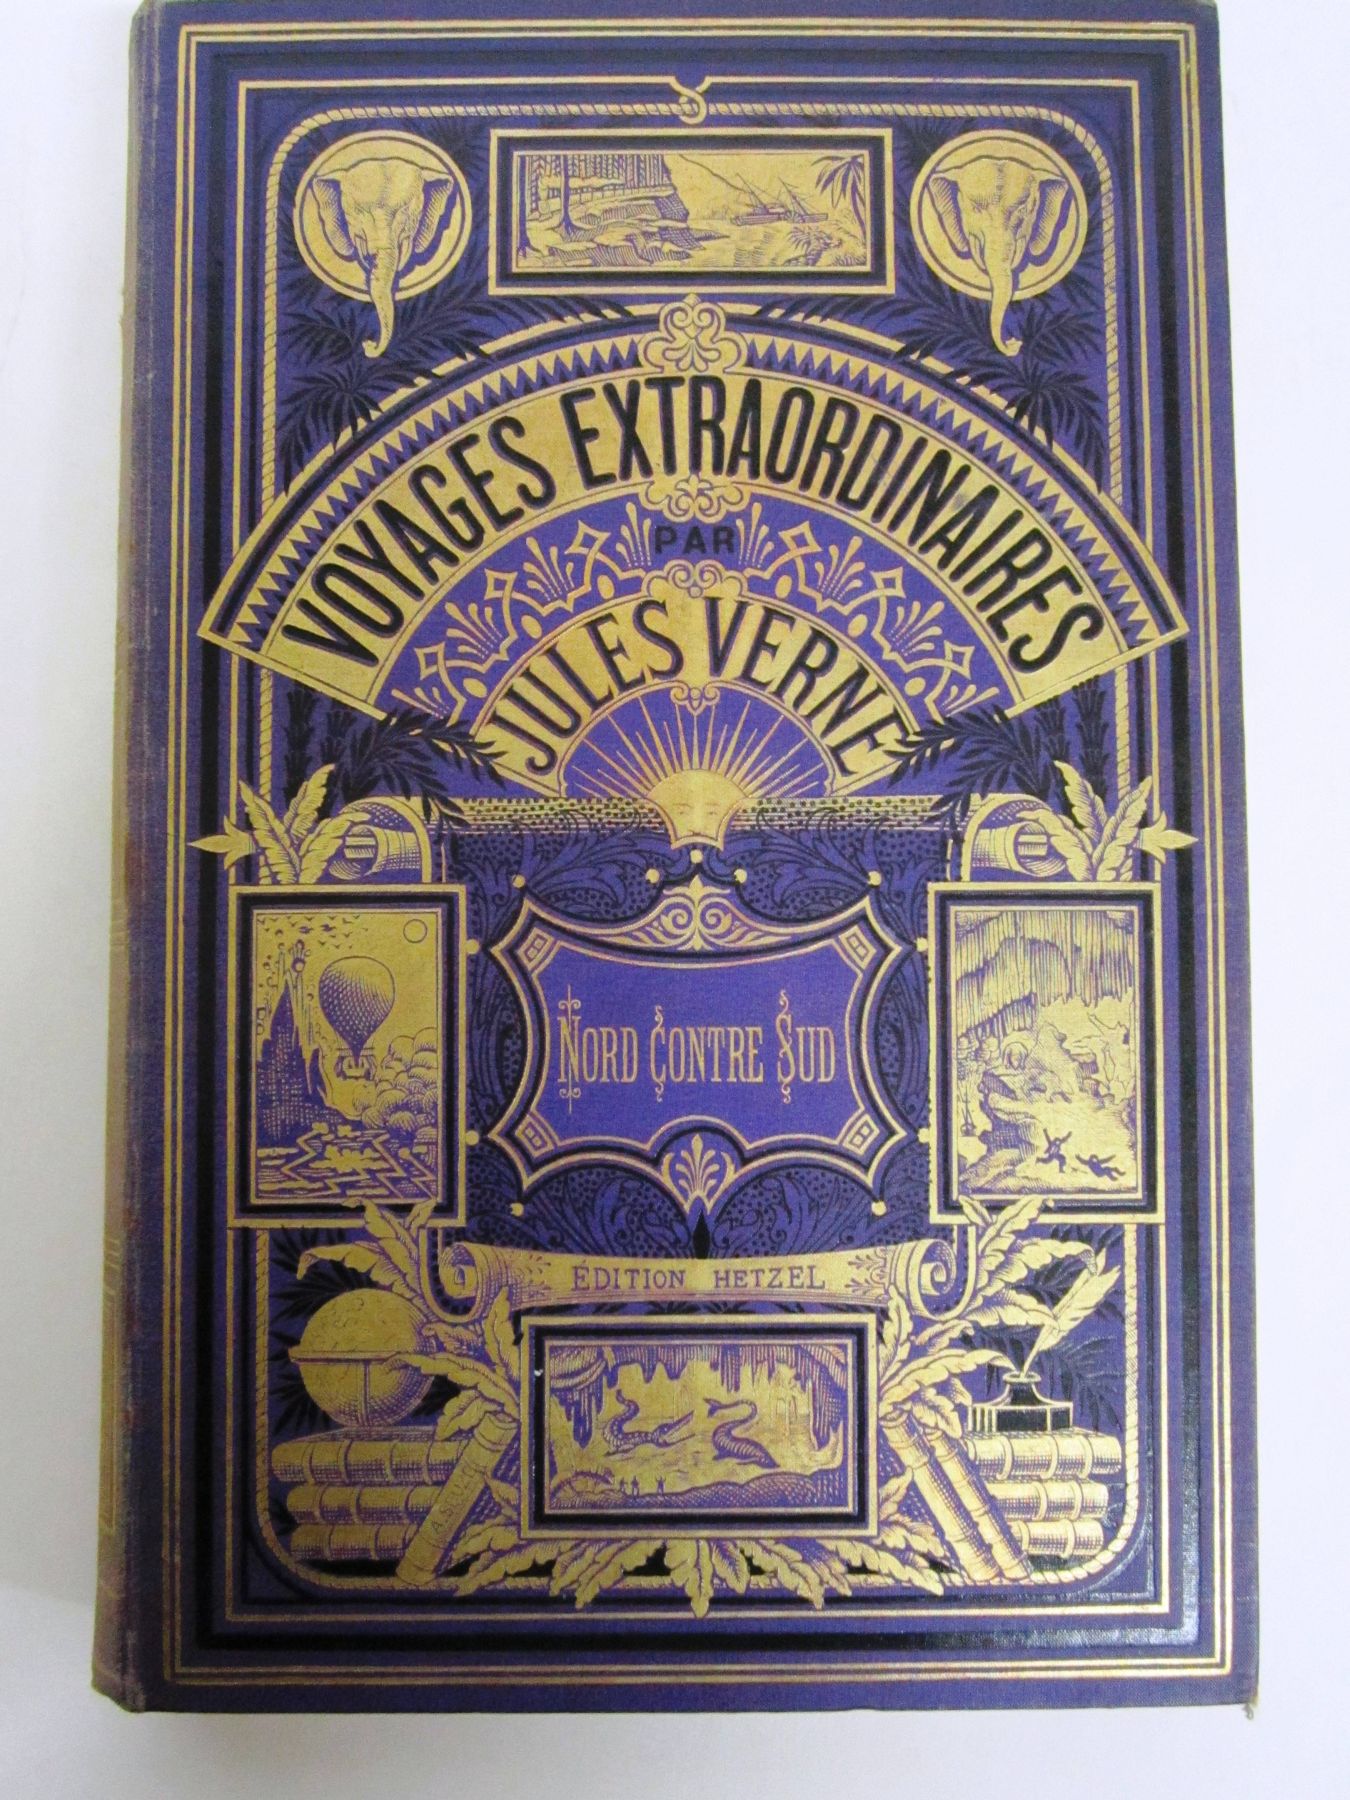 VOYAGES EXTRAORDINAIRES
PAR
JULES VERNE
NORD CONTRE SUD
ÉDITION HETZEL